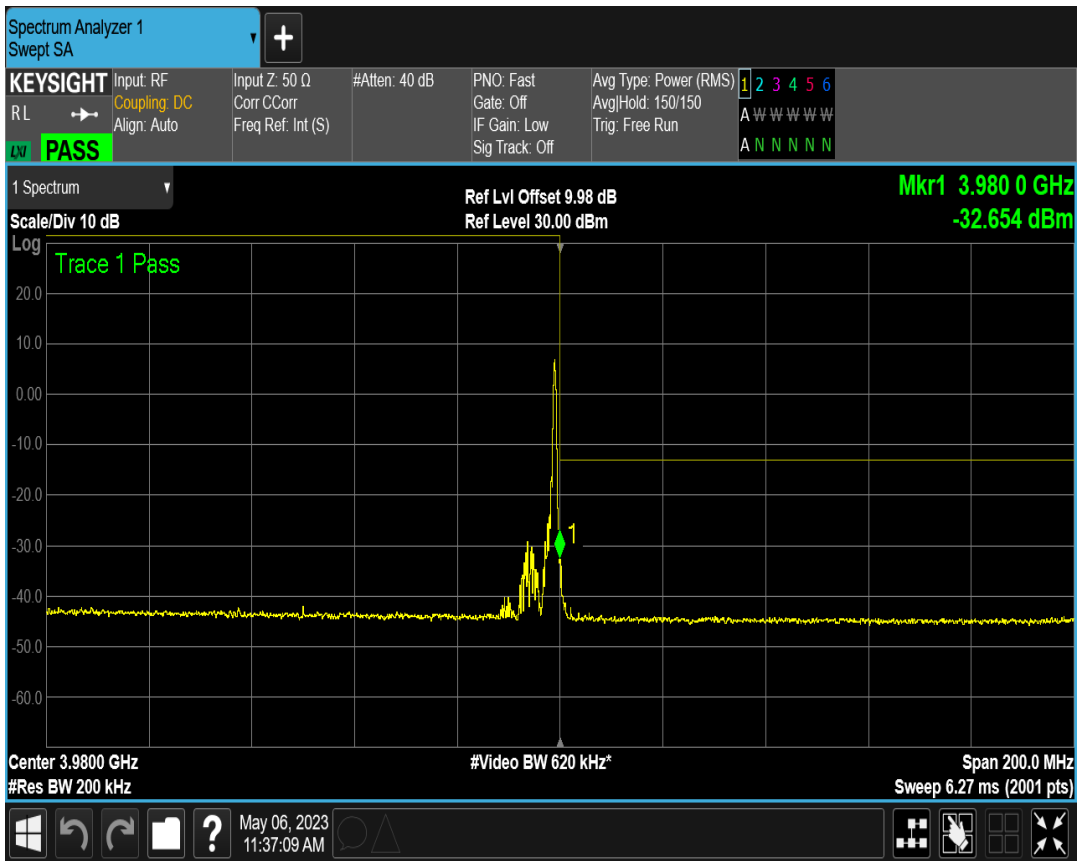 Spectrum Analyzer 1
Swept SA
+
KEYSIGHT
R L
LXI PASS
Input: RF
Coupling: DC
Align: Auto
Input Z: 50 Ω
Corr CCorr
Freq Ref: Int (S)
#Atten: 40 dB
PNO: Fast
Gate: Off
IF Gain: Low
Sig Track: Off
Avg Type: Power (RMS)
Avg|Hold: 150/150
Trig: Free Run
1 2 3 4 5 6
A W W W W W
A N N N N N
1 Spectrum
Scale/Div 10 dB
Ref Lvl Offset 9.98 dB
Ref Level 30.00 dBm
Mkr1 3.980 0 GHz
-32.654 dBm
Log
Trace 1 Pass
20.0
10.0
0.00
-10.0
-20.0
-30.0
-40.0
-50.0
-60.0
1
Center 3.9800 GHz
#Res BW 200 kHz
#Video BW 620 kHz*
Span 200.0 MHz
Sweep 6.27 ms (2001 pts)
?
May 06, 2023
11:37:09 AM